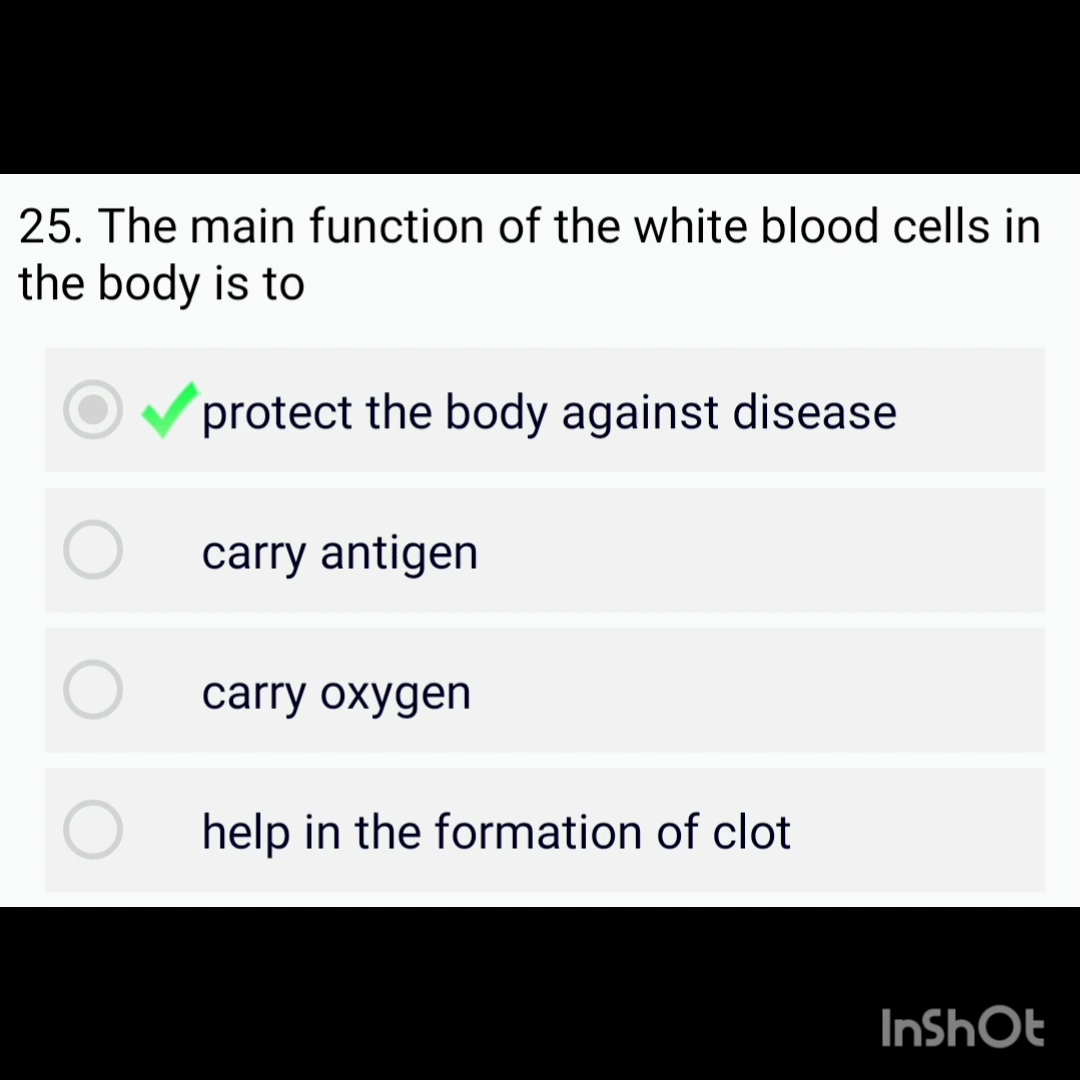 25. The main function of the white blood cells in
the body is to
protect the body against disease
carry antigen
carry oxygen
help in the formation of clot
InShOt